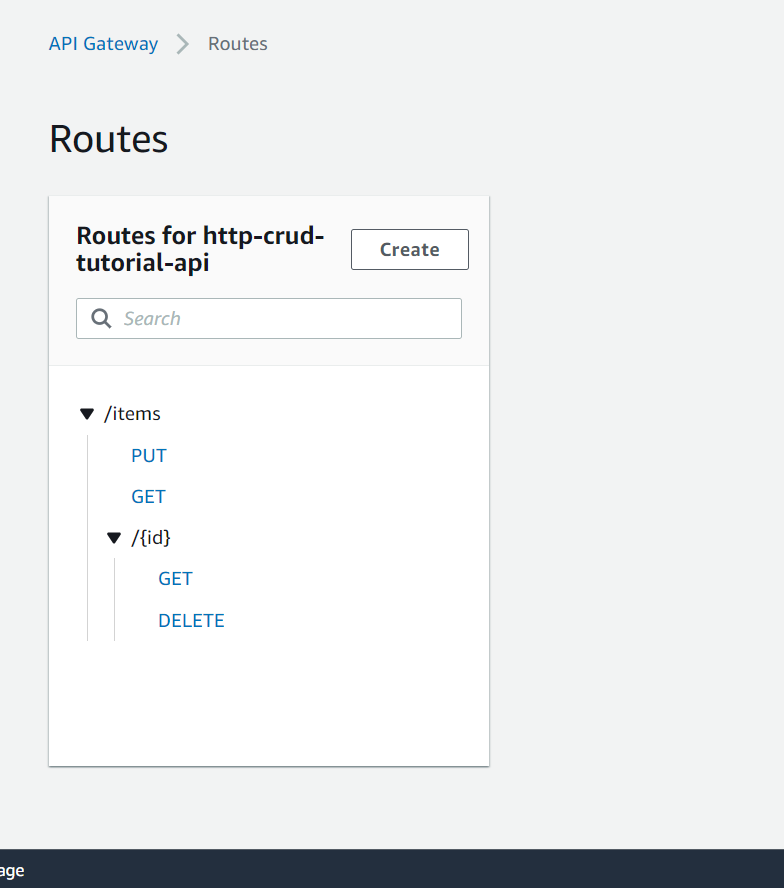 API Gateway Routes
Routes
Routes for http-crud-
tutorial-api
Create
Search
/items
PUT
GET
/{id}
GET
DELETE
age